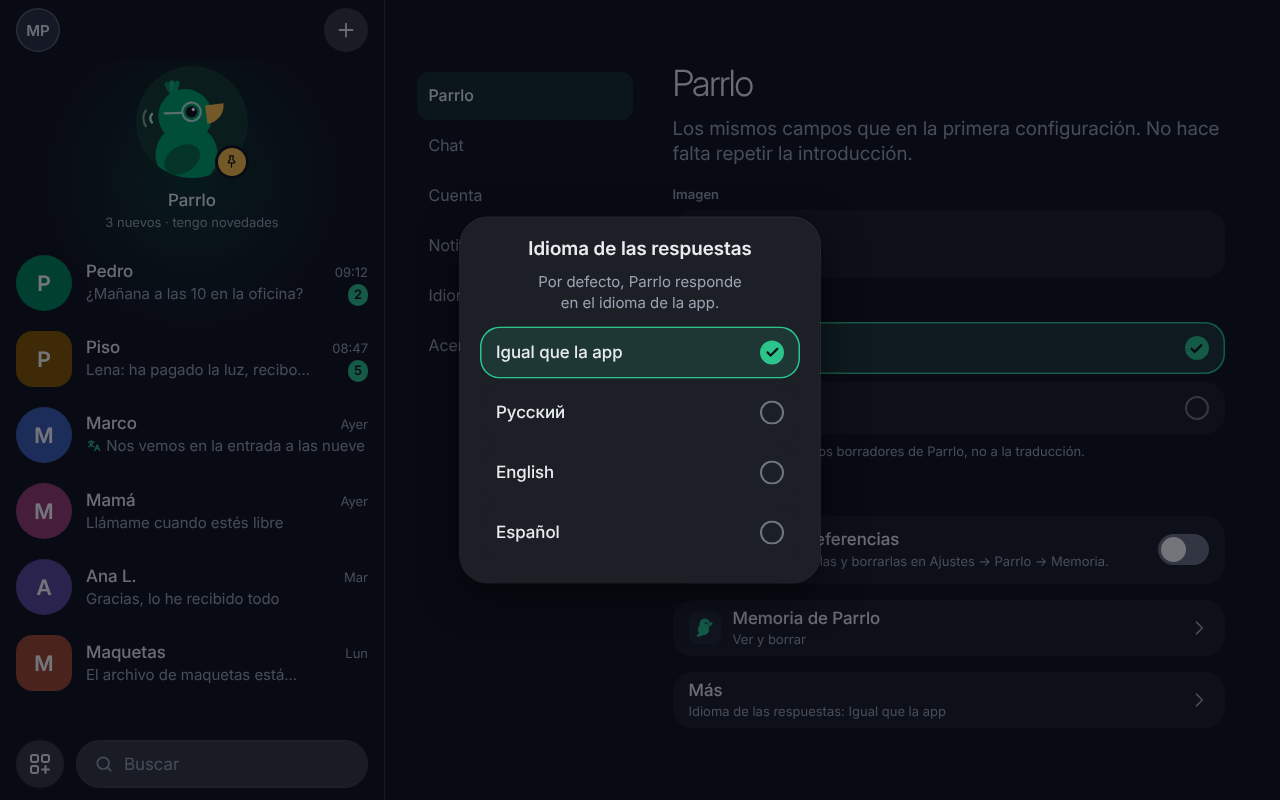 MP
Parrlo
3 nuevos · tengo novedades
Pedro
09:12
¿Mañana a las 10 en la oficina?
2
P
Piso
08:47
Lena: ha pagado la luz, recibo...
5
P
Marco
Ayer
Nos vemos en la entrada a las nueve
M
Mamá
Ayer
Llámame cuando estés libre
M
Ana L.
Mar
Gracias, lo he recibido todo
A
Maquetas
Lun
El archivo de maquetas está...
M
Buscar
Parrlo
Chat
Cuenta
Parrlo
Los mismos campos que en la primera configuración. No hace
falta repetir la introducción.
Imagen
Idioma de las respuestas
Por defecto, Parrlo responde
en el idioma de la app.
Igual que la app
Русский
English
Español
borradores de Parrlo, no a la traducción.
y borrarlas en Ajustes → Parrlo → Memoria.
Memoria de Parrlo
Ver y borrar
Más
Idioma de las respuestas: Igual que la app